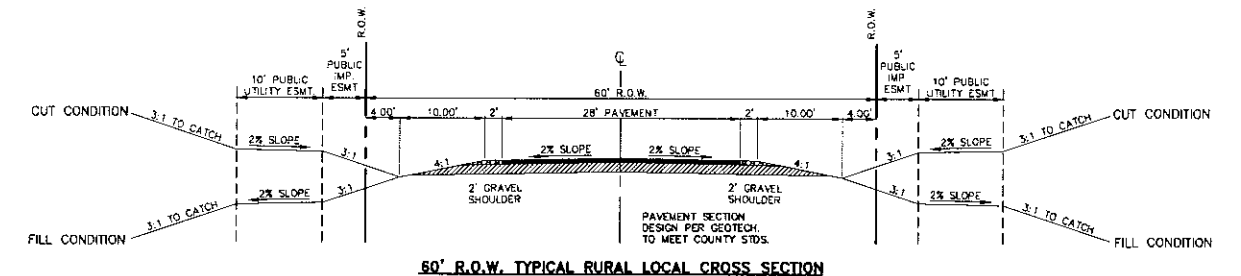 R.O.W.
R.O.W.
5'
PUBLIC
IMP.
ESMT
10' PUBLIC
UTILITY ESMT.
℄
5'
PUBLIC
IMP
ESMT
10' PUBLIC
UTILITY ESMT.
60' R.O.W.
4.00' 10.00' 2' 28' PAVEMENT 2' 10.00' 4.00'
CUT CONDITION
3:1 TO CATCH
2% SLOPE
3:1
4:1
2% SLOPE
2% SLOPE
4:1
3:1
2% SLOPE
3:1 TO CATCH
CUT CONDITION
FILL CONDITION
3:1 TO CATCH
2% SLOPE
3:1
2' GRAVEL
SHOULDER
2' GRAVEL
SHOULDER
3:1
2% SLOPE
3:1 TO CATCH
FILL CONDITION
PAVEMENT SECTION
DESIGN PER GEOTECH.
TO MEET COUNTY STDS.
60' R.O.W. TYPICAL RURAL LOCAL CROSS SECTION